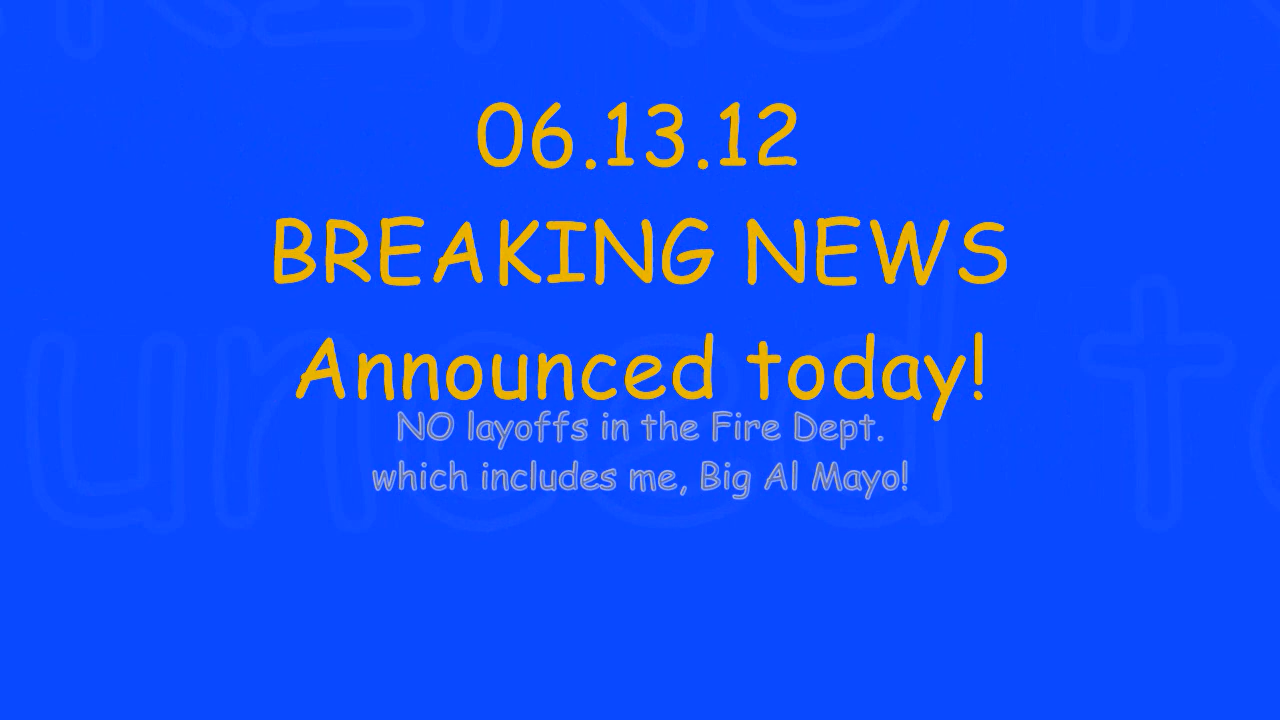 06.13.12
BREAKING NEWS
Announced today!
NO layoffs in the Fire Dept.
which includes me, Big Al Mayo!